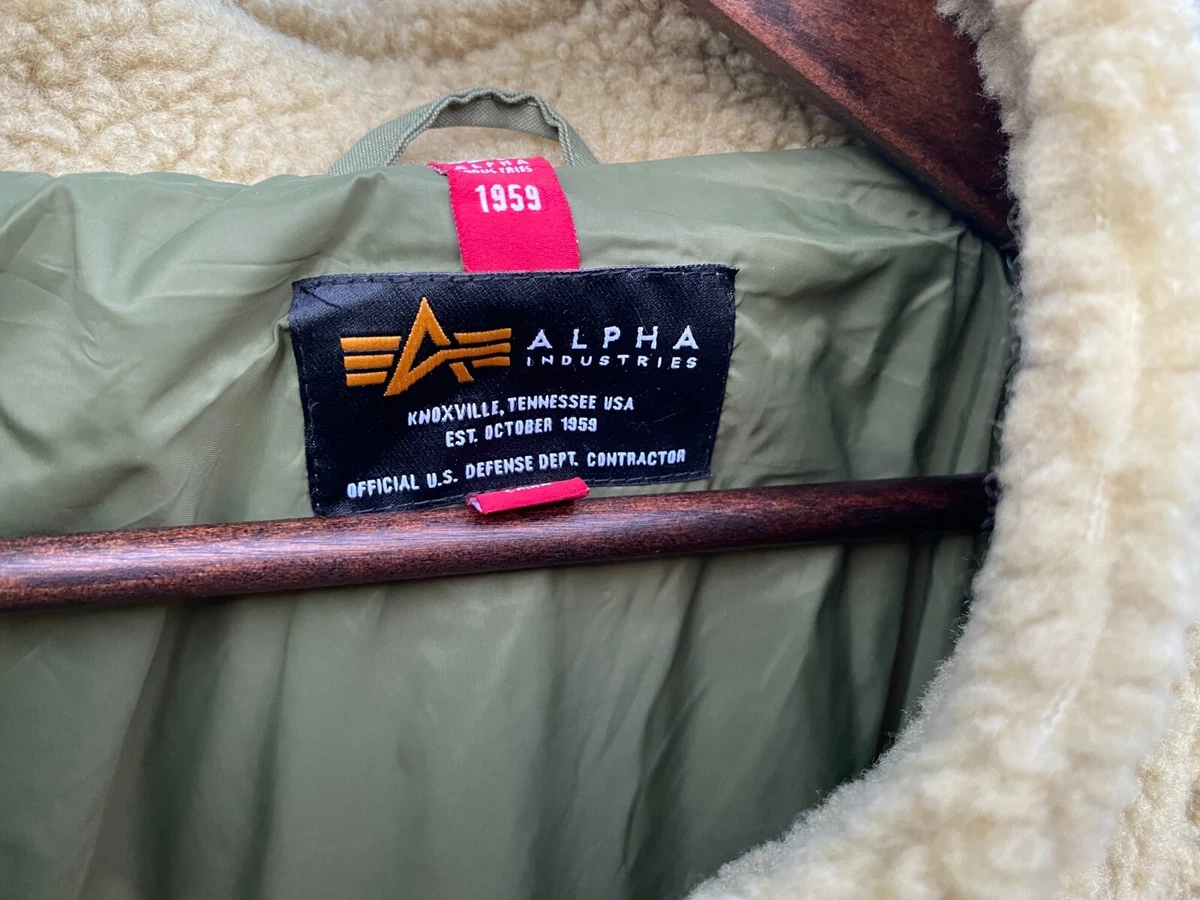 ALPHA
INDUSTRIES
1959
ALPHA
INDUSTRIES
KNOXVILLE, TENNESSEE USA
EST. OCTOBER 1959
OFFICIAL U.S. DEFENSE DEPT. CONTRACTOR